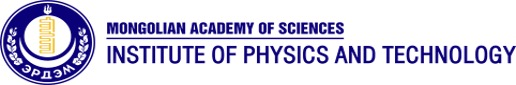 MONGOLIAN ACADEMY OF SCIENCES
INSTITUTE OF PHYSICS AND TECHNOLOGY
ЭРДЭМ